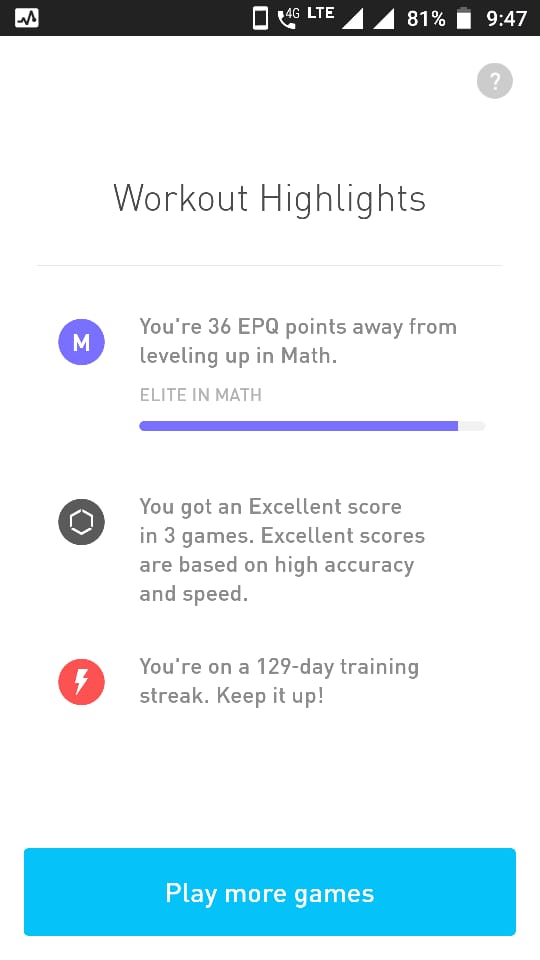 4G LTE 81% 9:47
?
Workout Highlights
M
You're 36 EPQ points away from
leveling up in Math.
ELITE IN MATH
You got an Excellent score
in 3 games. Excellent scores
are based on high accuracy
and speed.
You're on a 129-day training
streak. Keep it up!
Play more games